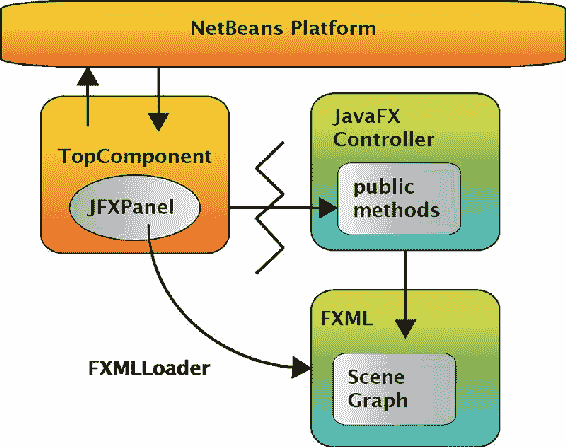 NetBeans Platform
TopComponent
JFXPanel
JavaFX
Controller
public
methods
FXML
Scene
Graph
FXMLLoader